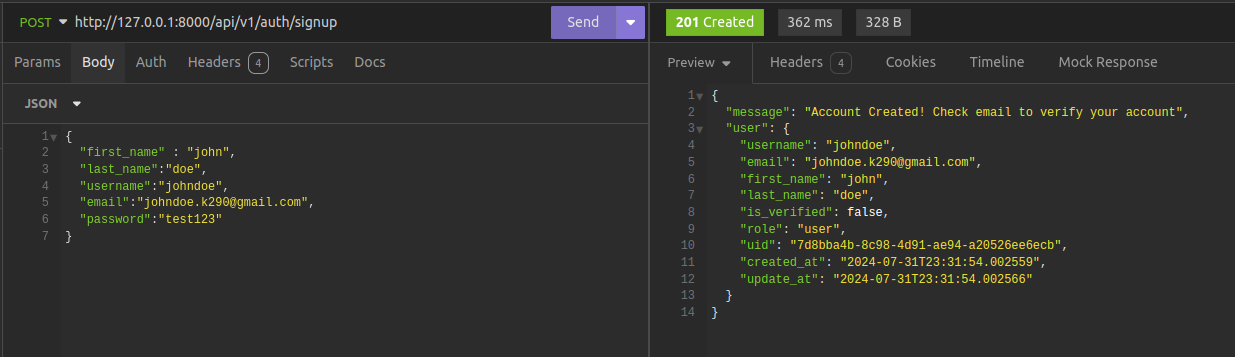 POST http://127.0.0.1:8000/api/v1/auth/signup Send
Params Body Auth Headers 4 Scripts Docs
JSON
1 {
2 "first_name" : "john",
3 "last_name":"doe",
4 "username":"johndoe",
5 "email":"johndoe.k290@gmail.com",
6 "password":"test123"
7 }
201 Created 362 ms 328 B
Preview Headers 4 Cookies Timeline Mock Response
1 {
2 "message": "Account Created! Check email to verify your account",
3 "user": {
4 "username": "johndoe",
5 "email": "johndoe.k290@gmail.com",
6 "first_name": "john",
7 "last_name": "doe",
8 "is_verified": false,
9 "role": "user",
10 "uid": "7d8bba4b-8c98-4d91-ae94-a20526ee6ecb",
11 "created_at": "2024-07-31T23:31:54.002559",
12 "update_at": "2024-07-31T23:31:54.002566"
13 }
14 }